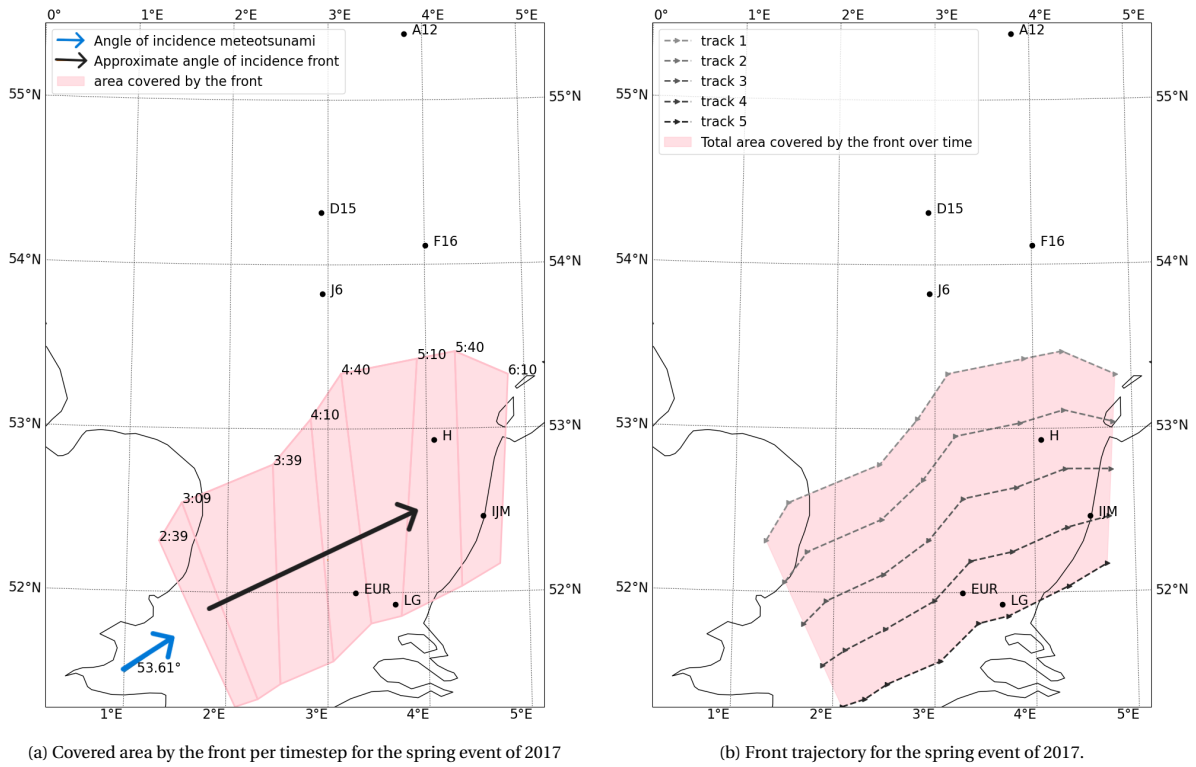 0° 1°E 2°E 3°E 4°E 5°E
Angle of incidence meteotsunami
Approximate angle of incidence front
area covered by the front
A12
55°N 55°N
D15
F16
54°N 54°N
J6
5:40
5:10
4:40 6:10
4:10
53°N 53°N
H
3:39
3:09
IJM
2:39
52°N 52°N
EUR
LG
53.61°
1°E 2°E 3°E 4°E 5°E
(a) Covered area by the front per timestep for the spring event of 2017
0° 1°E 2°E 3°E 4°E 5°E
track 1
track 2
track 3
track 4
track 5
Total area covered by the front over time
A12
55°N 55°N
D15
F16
54°N 54°N
J6
53°N 53°N
H
IJM
52°N 52°N
EUR
LG
1°E 2°E 3°E 4°E 5°E
(b) Front trajectory for the spring event of 2017.